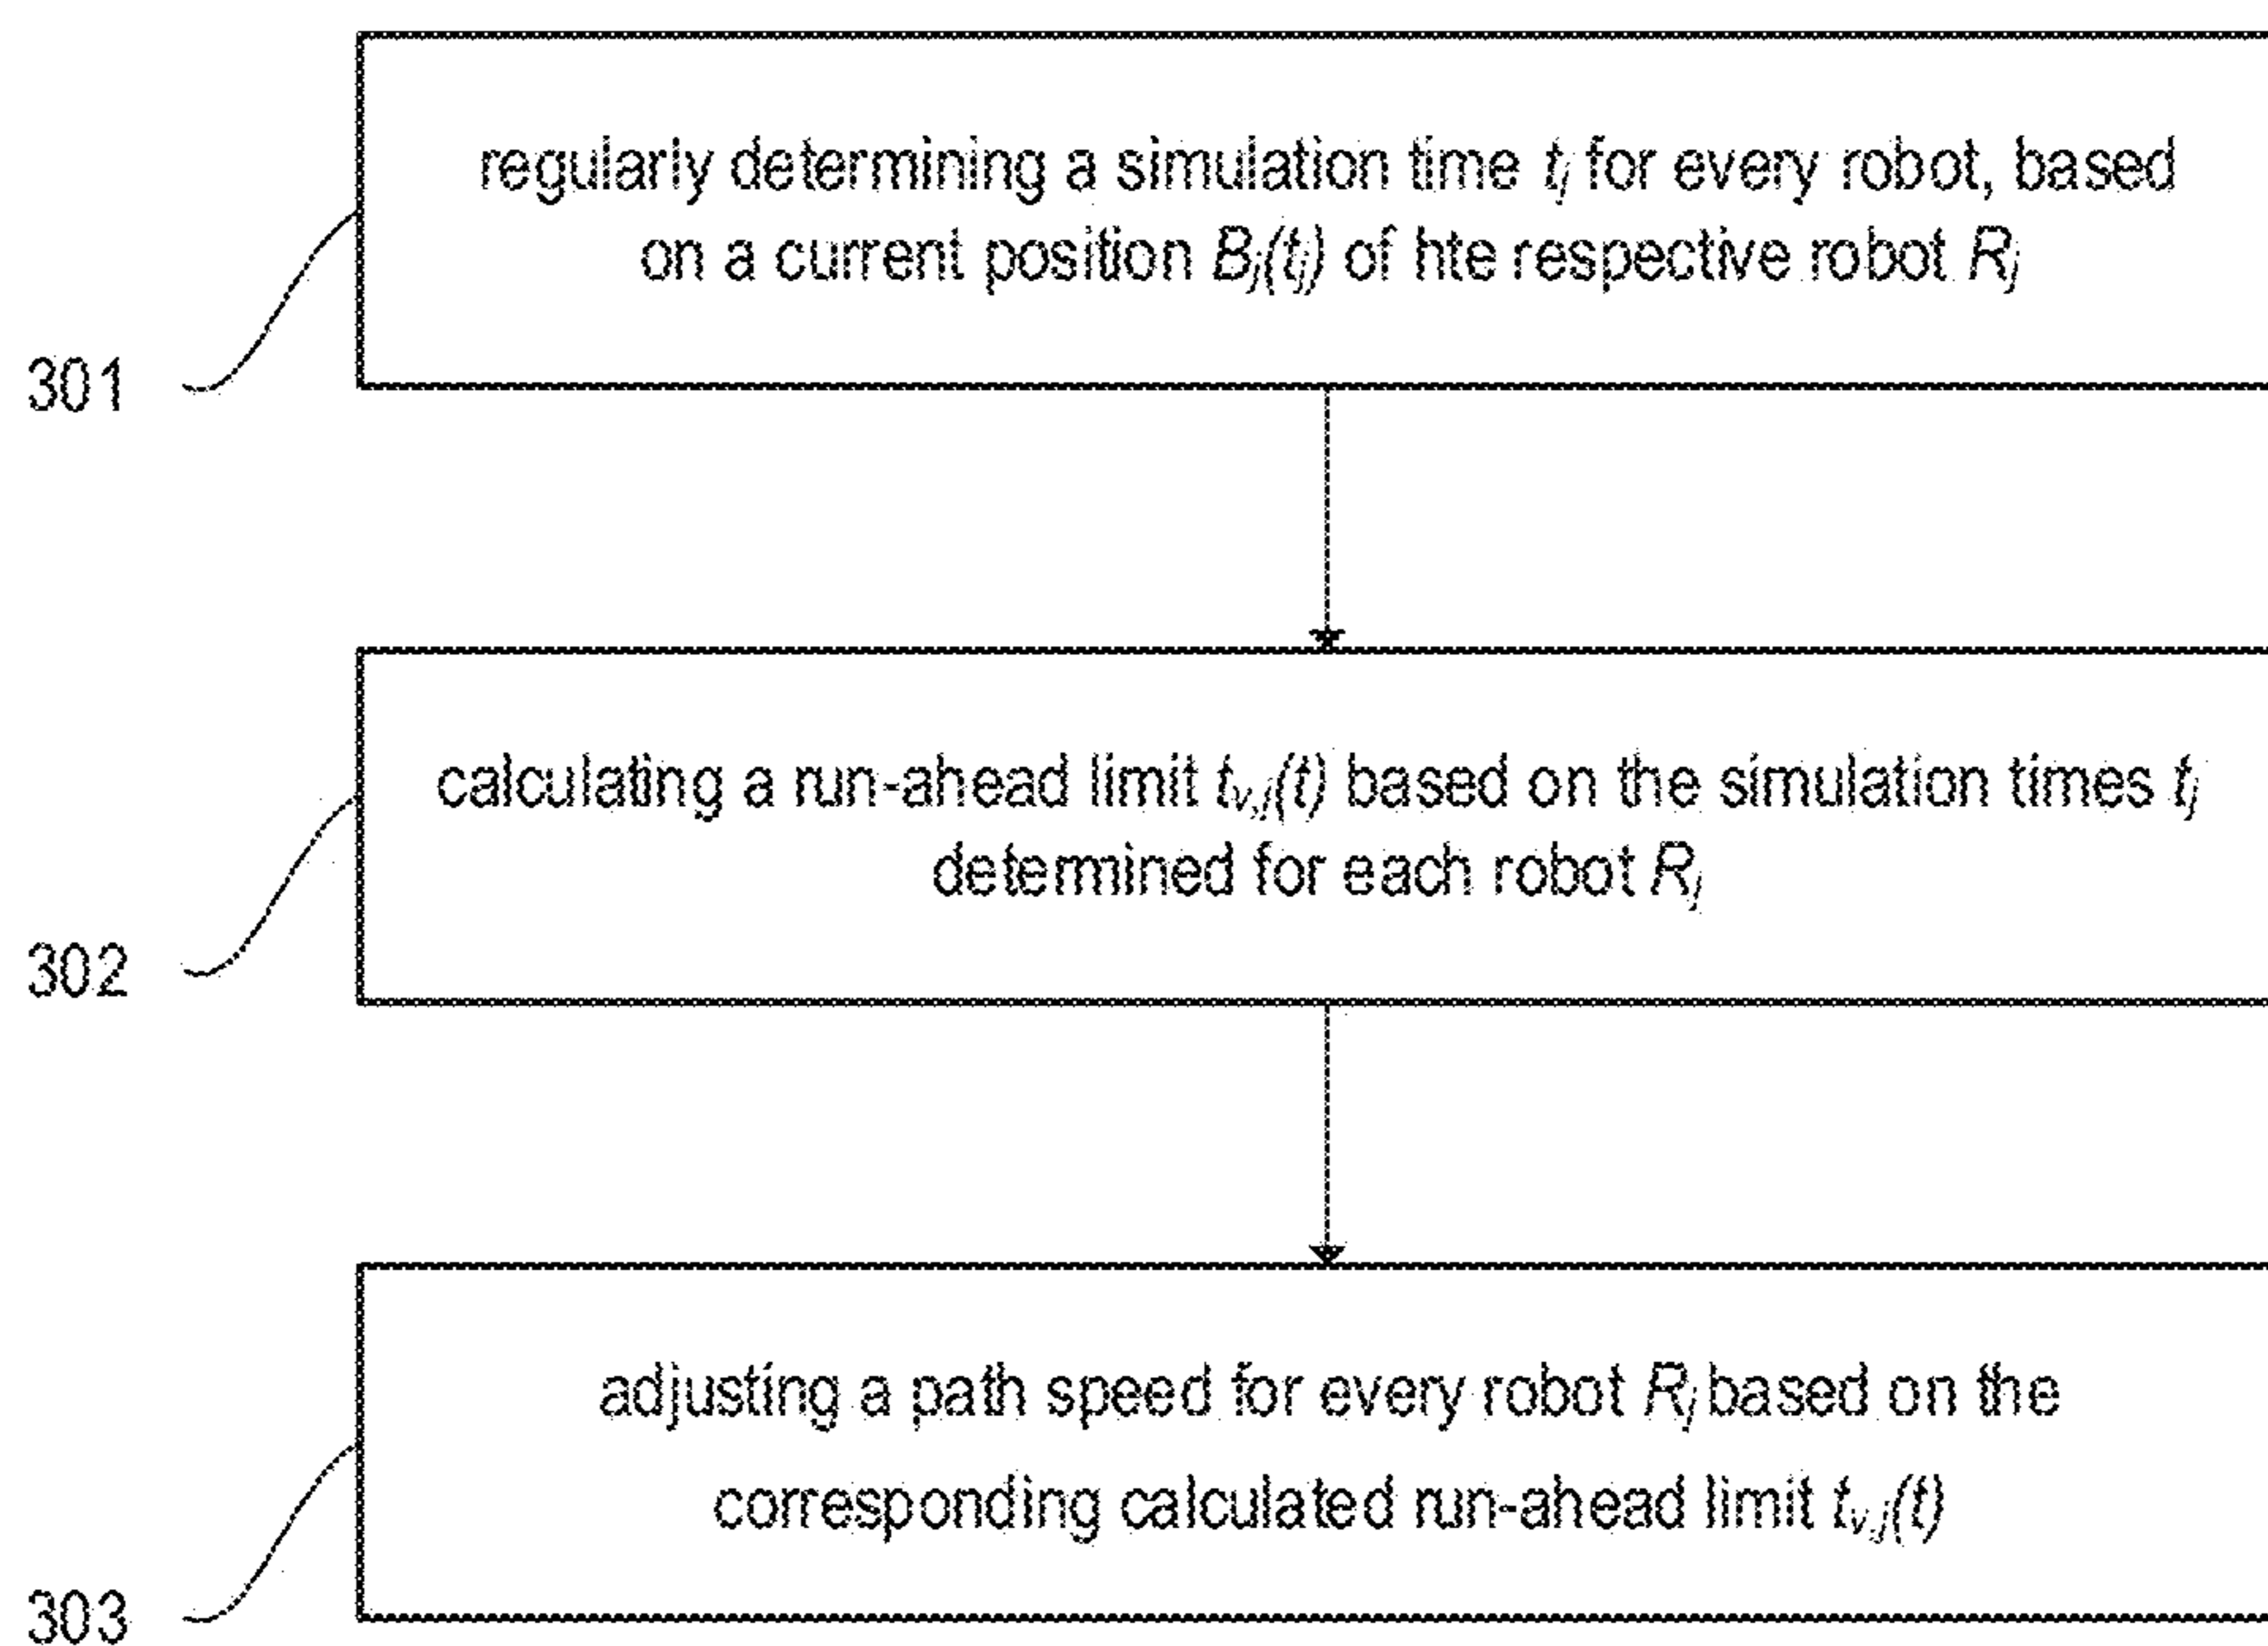 regularly determining a simulation time tj for every robot, based
on a current position Bj(tj) of hte respective robot Rj
301
calculating a run-ahead limit tv,j(t) based on the simulation times tj
determined for each robot Rj
302
adjusting a path speed for every robot Rj based on the
corresponding calculated run-ahead limit tv,j(t)
303